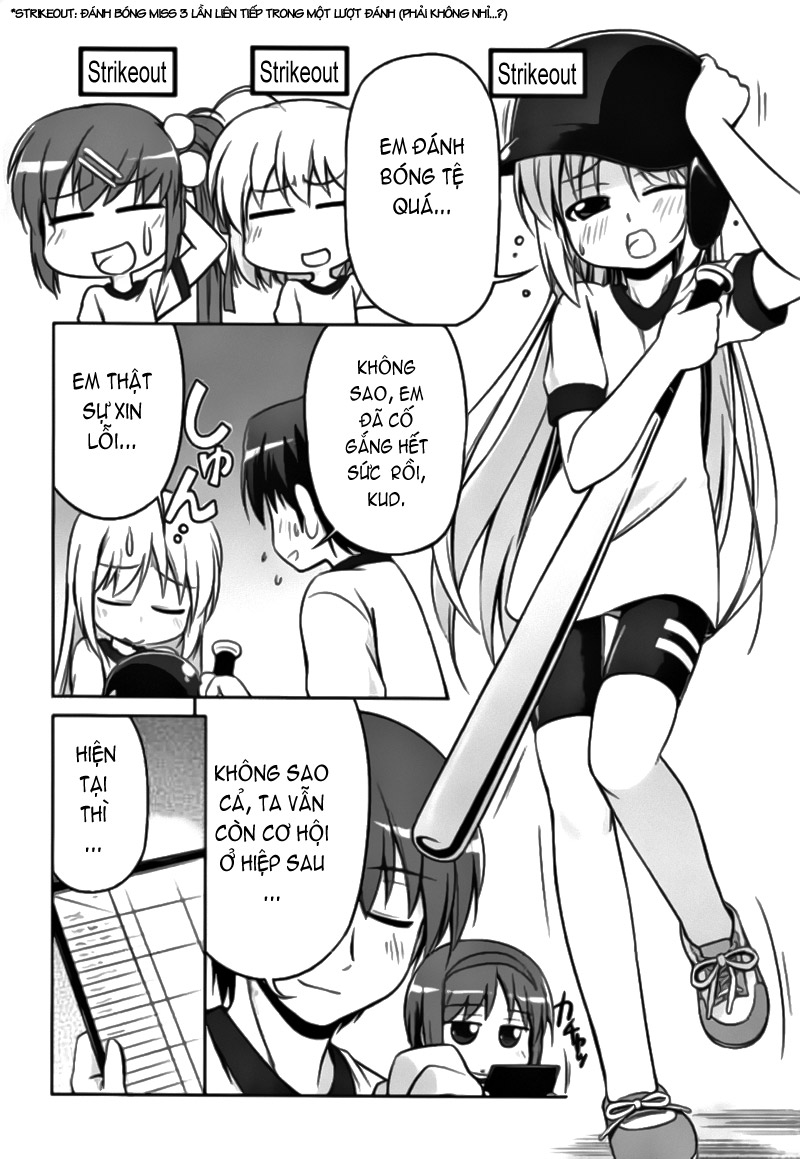 *STRIKEOUT: ĐÁNH BÓNG MISS 3 LẦN LIÊN TIẾP TRONG MỘT LƯỢT ĐÁNH (PHẢI KHÔNG NHỈ...?)
Strikeout
Strikeout
Strikeout
EM ĐÁNH
BÓNG TỆ
QUÁ...
KHÔNG
SAO, EM
ĐÃ CỐ
GẮNG HẾT
SỨC RỒI,
KUD.
EM THẬT
SỰ XIN
LỖI...
しゅん…
HIỆN
TẠI
THÌ
...
KHÔNG SAO
CẢ, TA VẪN
CÒN CƠ HỘI
Ở HIỆP SAU
...